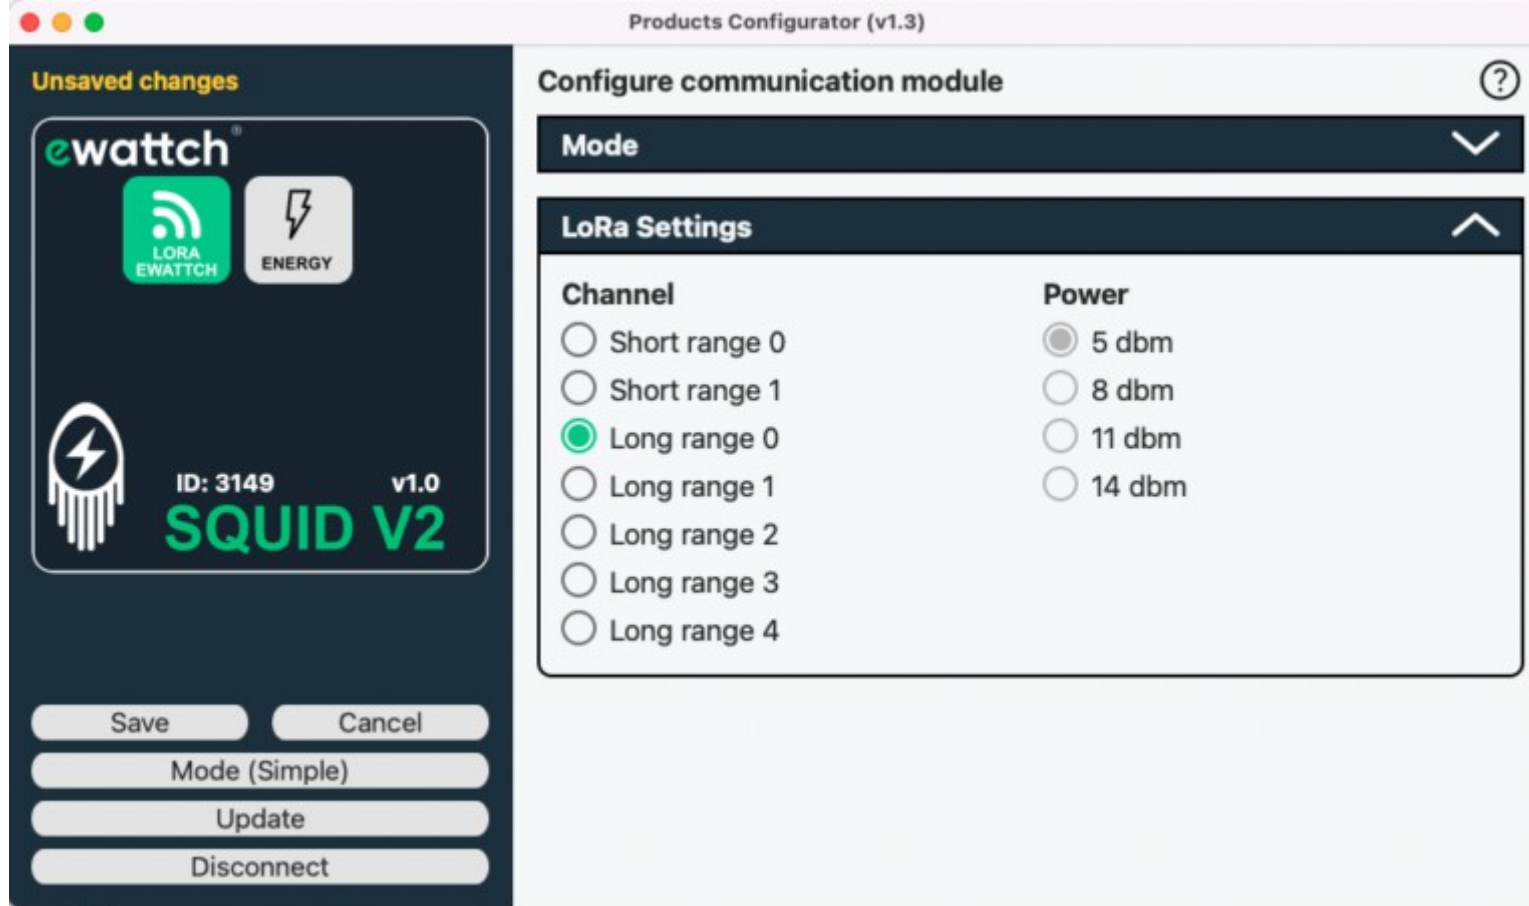 Products Configurator (v1.3)
Unsaved changes
ewattch®
LORA
EWATTCH
ENERGY
ID: 3149 v1.0
SQUID V2
Save Cancel
Mode (Simple)
Update
Disconnect
Configure communication module ?
Mode
LoRa Settings
Channel Power
Short range 0 5 dbm
Short range 1 8 dbm
Long range 0 11 dbm
Long range 1 14 dbm
Long range 2
Long range 3
Long range 4